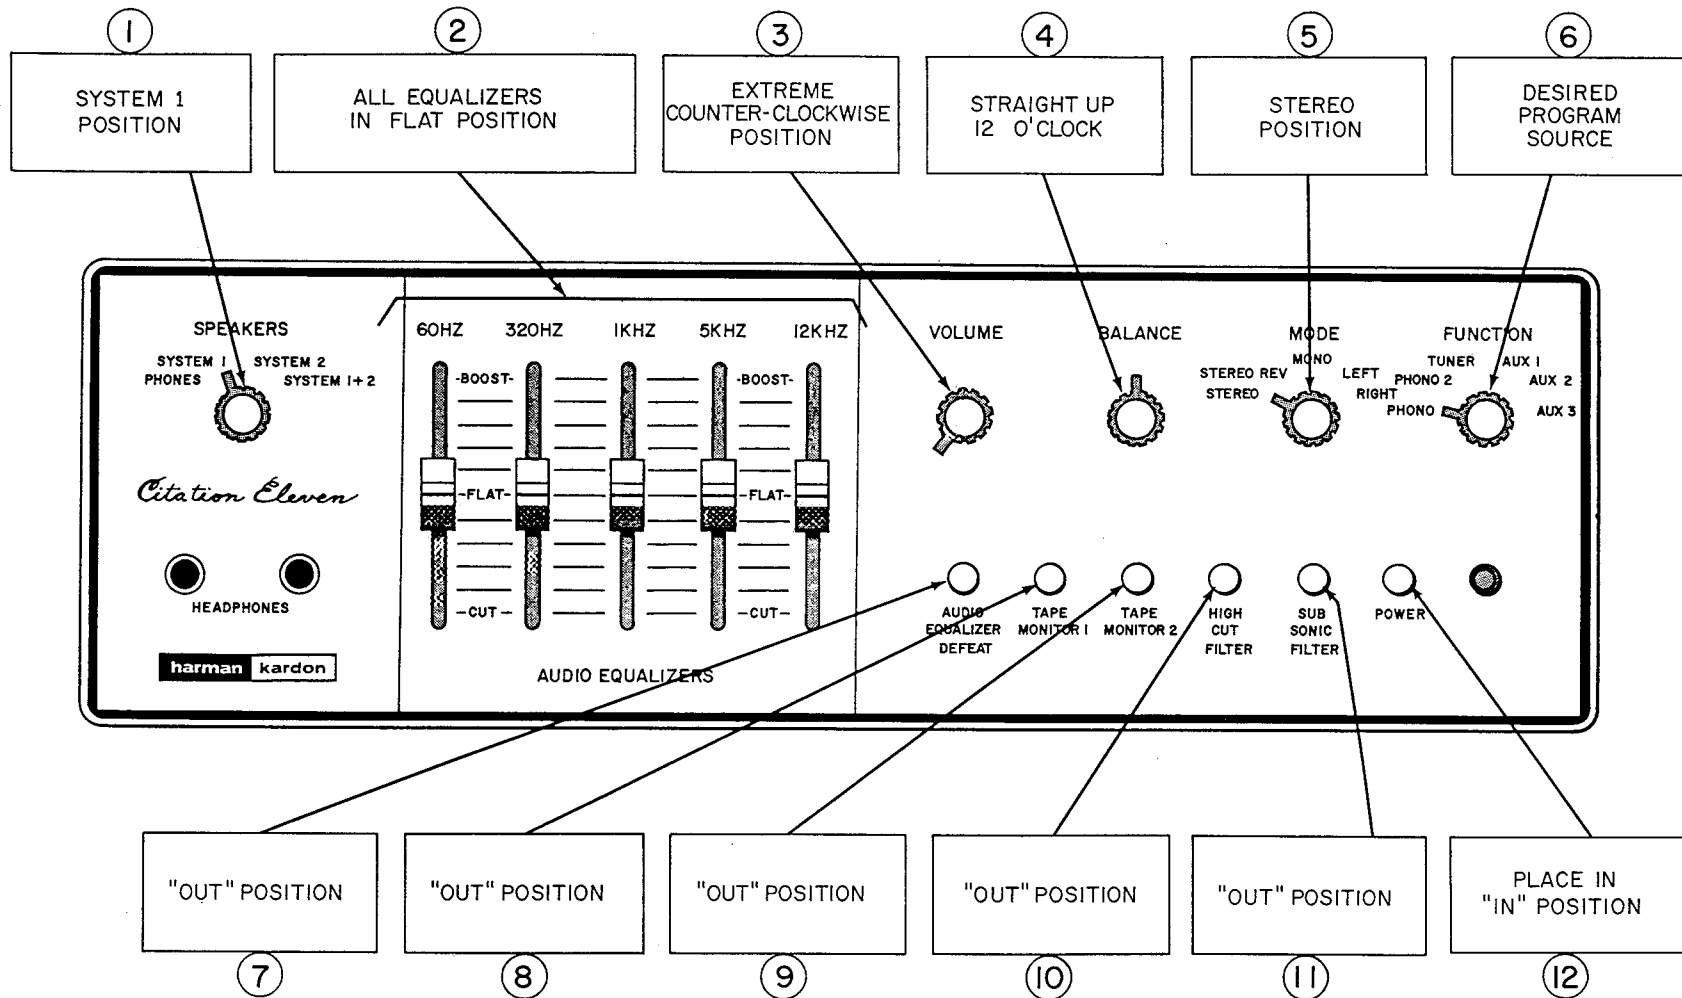 1
2
3
4
5
6
SYSTEM 1
POSITION
ALL EQUALIZERS
IN FLAT POSITION
EXTREME
COUNTER-CLOCKWISE
POSITION
STRAIGHT UP
12 O'CLOCK
STEREO
POSITION
DESIRED
PROGRAM
SOURCE
SPEAKERS
SYSTEM 1
SYSTEM 2
PHONES
SYSTEM 1+2
Citation Eleven
HEADPHONES
harman kardon
60HZ
320HZ
1KHZ
5KHZ
12KHZ
-BOOST-
-BOOST-
-FLAT-
-FLAT-
-CUT-
-CUT-
AUDIO EQUALIZERS
VOLUME
BALANCE
MODE
MONO
STEREO REV
LEFT
STEREO
RIGHT
FUNCTION
TUNER
AUX 1
PHONO 2
AUX 2
PHONO
AUX 3
AUDIO
EQUALIZER
DEFEAT
TAPE
MONITOR 1
TAPE
MONITOR 2
HIGH
CUT
FILTER
SUB
SONIC
FILTER
POWER
"OUT" POSITION
"OUT" POSITION
"OUT" POSITION
"OUT" POSITION
"OUT" POSITION
PLACE IN
"IN" POSITION
7
8
9
10
11
12